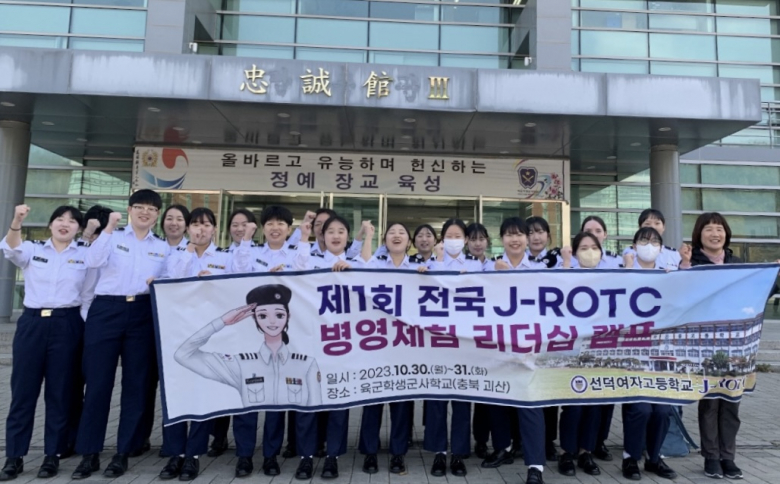 忠誠館Ⅲ
올바르고 유능하며 헌신하는
정예 장교 육성
제1회 전국 J-ROTC
병영체험 리더십 캠프
일시 : 2023.10.30.(월)~31.(화)
장소 : 육군학생군사학교(충북 괴산)
선덕여자고등학교 J-ROTC